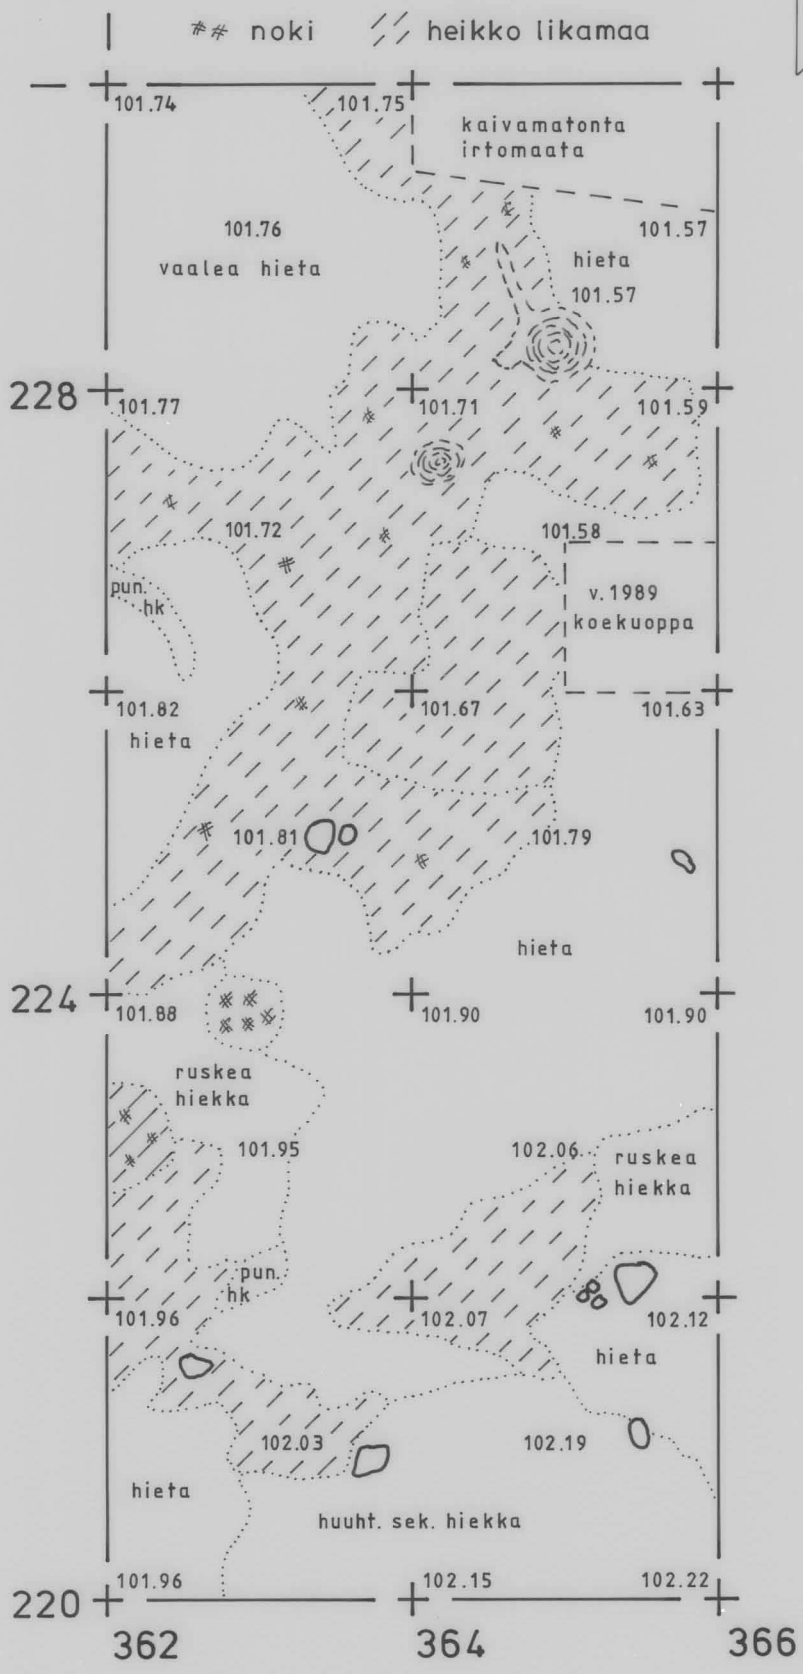 noki heikko likamaa
101.74 101.75
kaivamatonta
irtomaata
101.76 101.57
vaalea hieta hieta
101.57
228
101.77 101.71 101.59
101.72 101.58
pun.
hk
v. 1989
koekuoppa
101.82 101.67 101.63
hieta
101.81 101.79
hieta
224
101.88 101.90 101.90
ruskea
hiekka
101.95 102.06
ruskea
hiekka
pun.
hk
101.96 102.07 102.12
hieta
102.03 102.19
hieta
huuht. sek. hiekka
101.96 102.15 102.22
220
362 364 366